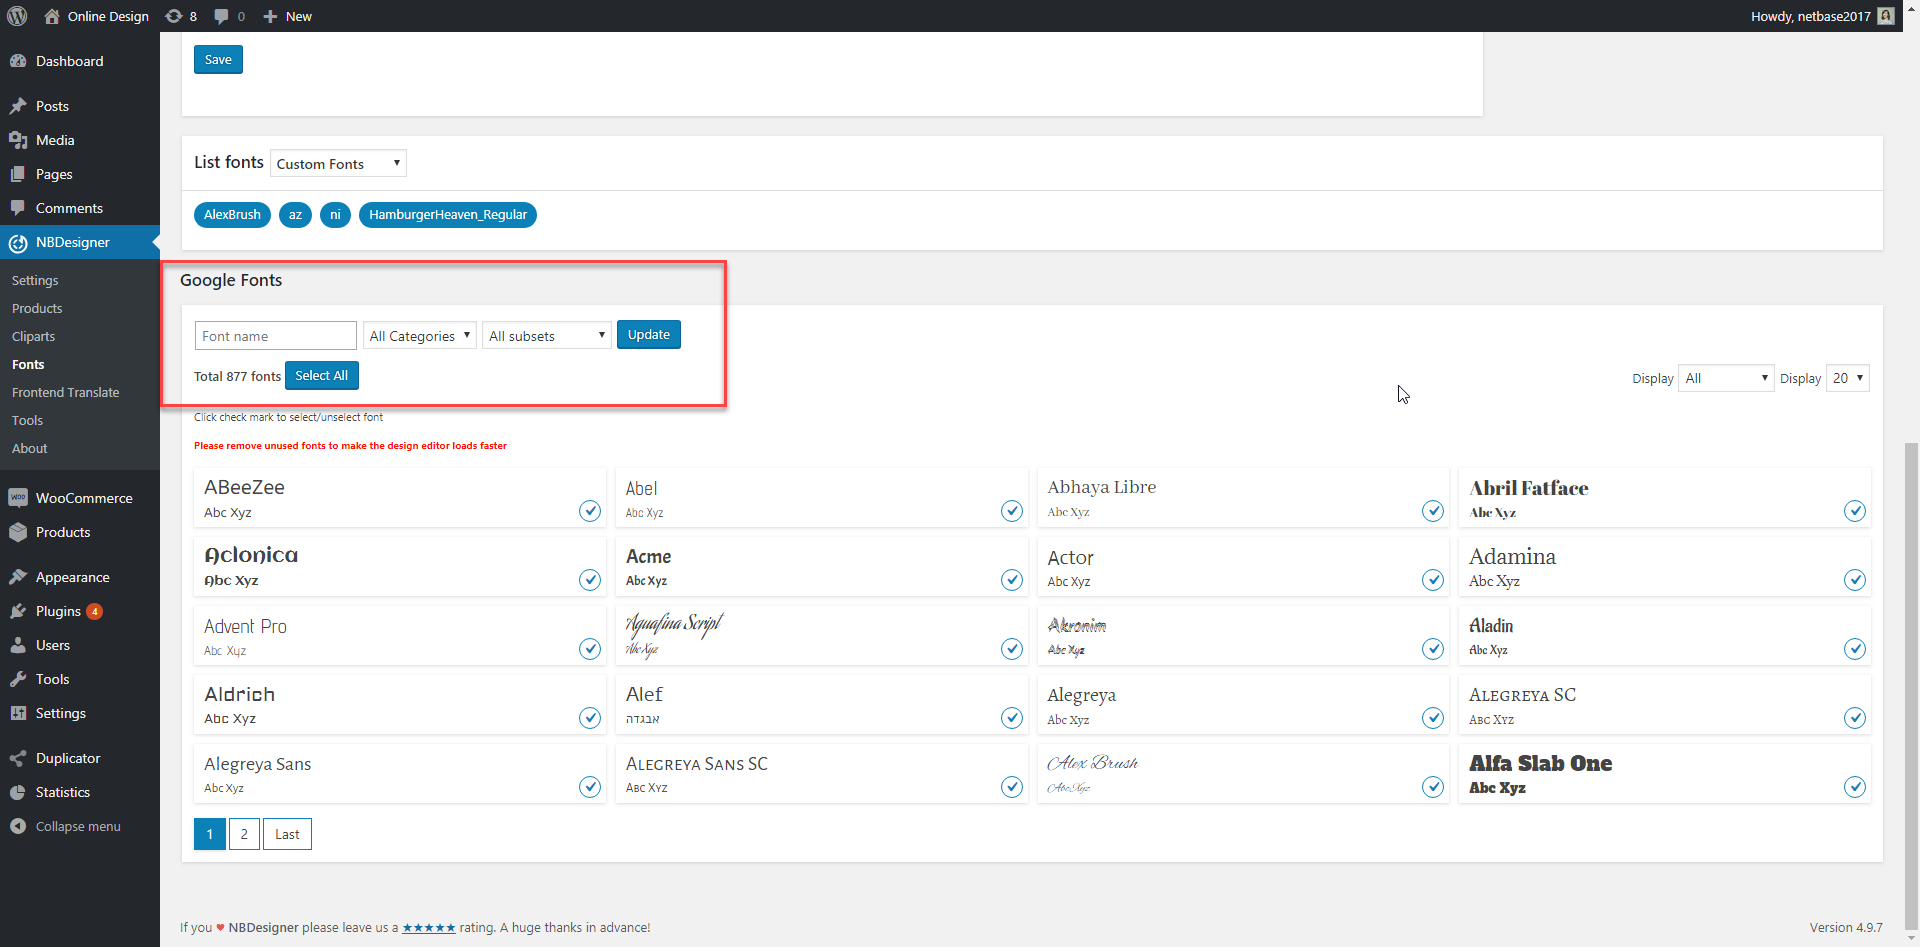 Online Design 8 0 New
Howdy, netbase2017
Dashboard
Posts
Media
Pages
Comments
NBDesigner
Settings
Products
Cliparts
Fonts
Frontend Translate
Tools
About
WooCommerce
Products
Appearance
Plugins 4
Users
Tools
Settings
Duplicator
Statistics
Collapse menu
Save
List fonts Custom Fonts
AlexBrush az ni HamburgerHeaven_Regular
Google Fonts
Font name All Categories All subsets Update
Total 877 fonts Select All
Display All Display 20
Click check mark to select/unselect font
Please remove unused fonts to make the design editor loads faster
ABeeZee
Abc Xyz
Abel
Abc Xyz
Abhaya Libre
Abc Xyz
Abril Fatface
Abc Xyz
Aclonica
Abc Xyz
Acme
Abc Xyz
Actor
Abc Xyz
Adamina
Abc Xyz
Advent Pro
Abc Xyz
Aguafina Script
Abc Xyz
Akronim
Abc Xyz
Aladin
Abc Xyz
Aldrich
Abc Xyz
Alef
אבגדה
Alegreya
Abc Xyz
Alegreya SC
Abc Xyz
Alegreya Sans
Abc Xyz
Alegreya Sans SC
Abc Xyz
Alex Brush
Abc Xyz
Alfa Slab One
Abc Xyz
1 2 Last
If you ♥ NBDesigner please leave us a ★★★★★ rating. A huge thanks in advance!
Version 4.9.7